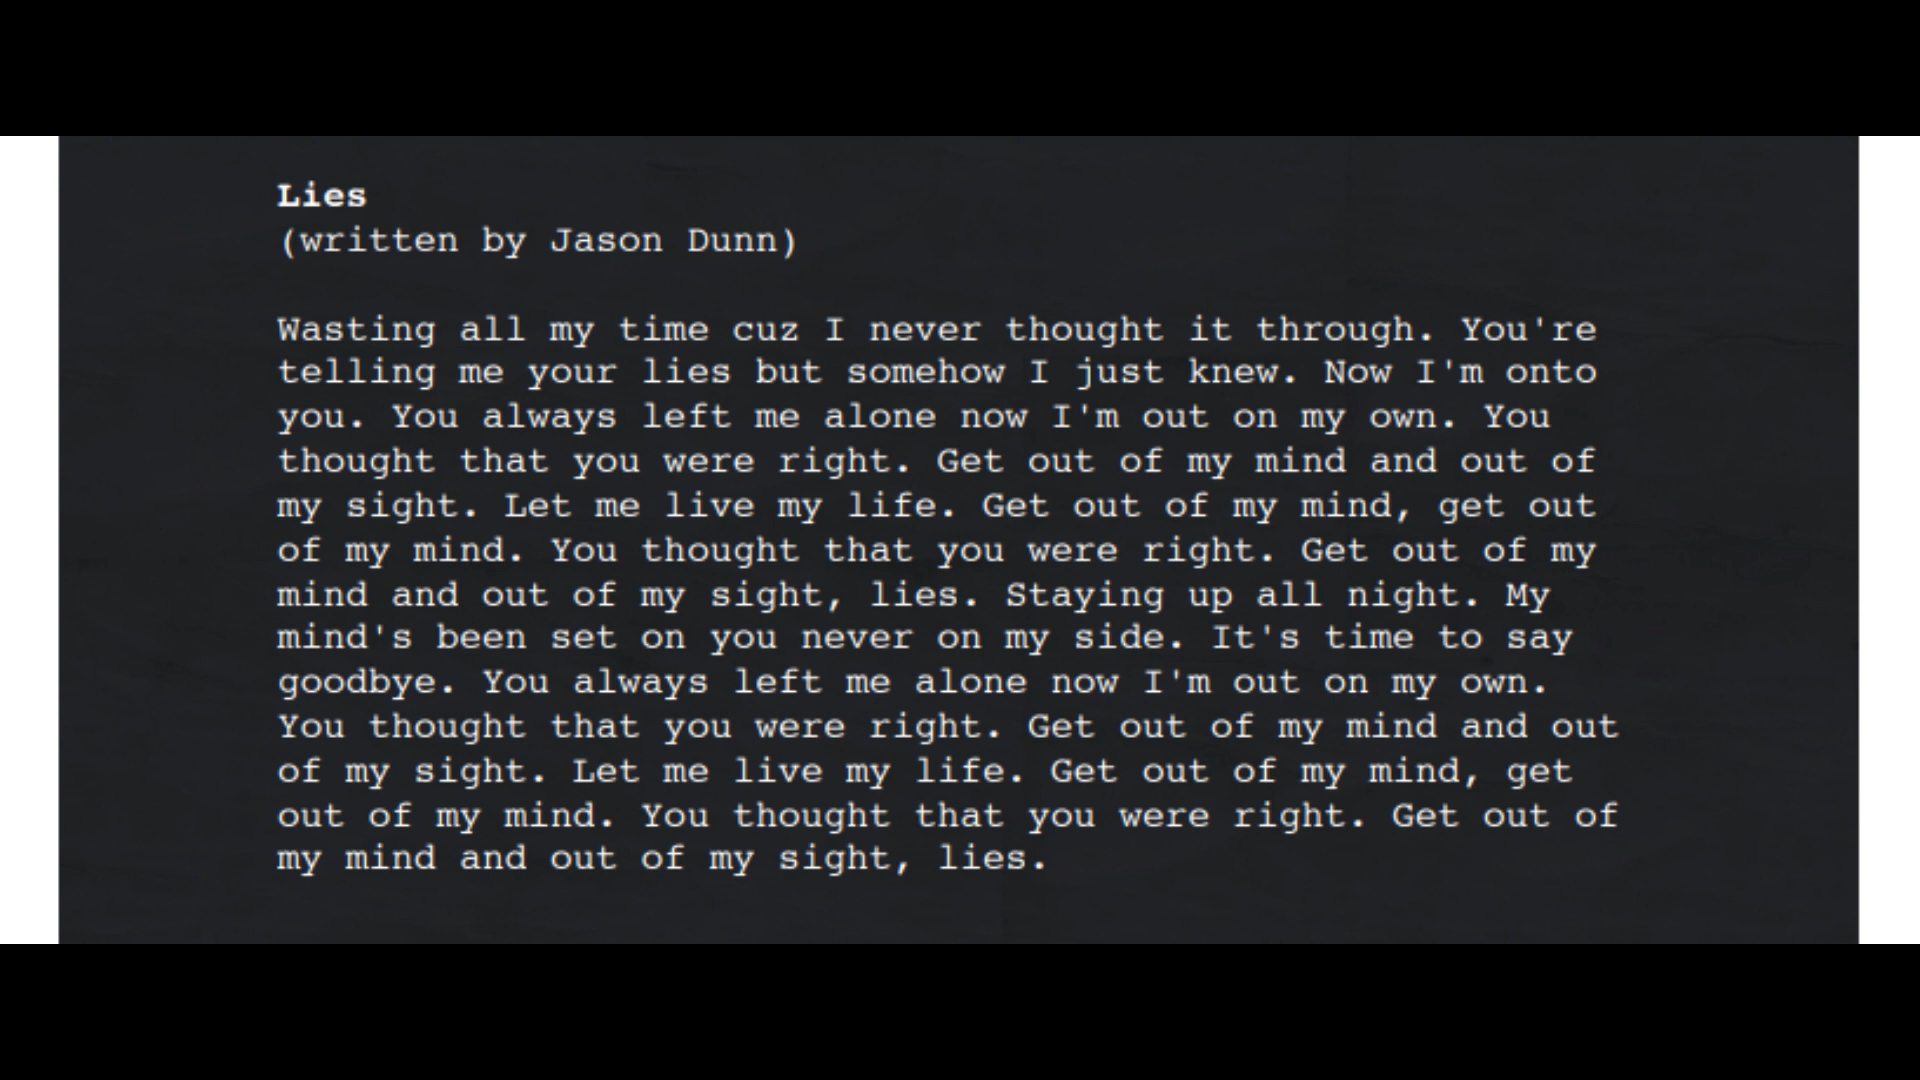 Lies
(written by Jason Dunn)
Wasting all my time cuz I never thought it through. You're
telling me your lies but somehow I just knew. Now I'm onto
you. You always left me alone now I'm out on my own. You
thought that you were right. Get out of my mind and out of
my sight. Let me live my life. Get out of my mind, get out
of my mind. You thought that you were right. Get out of my
mind and out of my sight, lies. Staying up all night. My
mind's been set on you never on my side. It's time to say
goodbye. You always left me alone now I'm out on my own.
You thought that you were right. Get out of my mind and out
of my sight. Let me live my life. Get out of my mind, get
out of my mind. You thought that you were right. Get out of
my mind and out of my sight, lies.